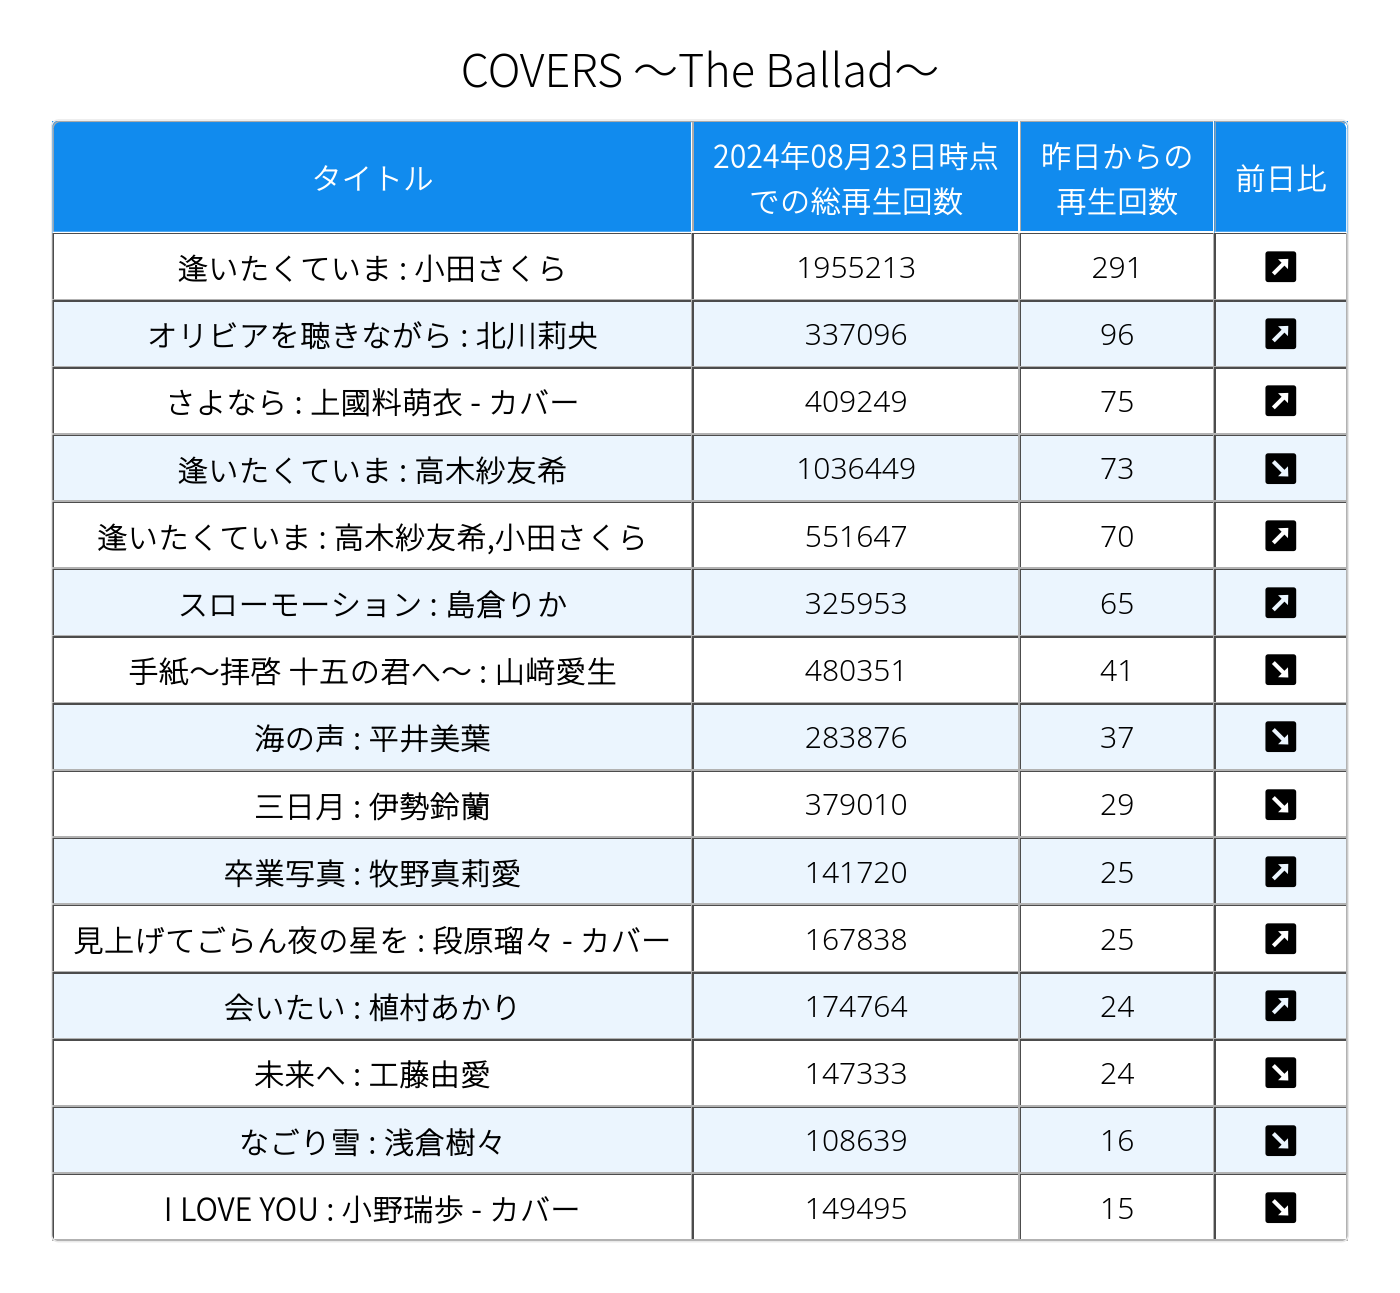 COVERS ～The Ballad～
タイトル 2024年08月23日時点での総再生回数 昨日からの再生回数 前日比
逢いたくていま : 小田さくら 1955213 291 ↗
オリビアを聴きながら : 北川莉央 337096 96 ↗
さよなら : 上國料萌衣 - カバー 409249 75 ↗
逢いたくていま : 高木紗友希 1036449 73 ↘
逢いたくていま : 高木紗友希,小田さくら 551647 70 ↗
スローモーション : 島倉りか 325953 65 ↗
手紙～拝啓 十五の君へ～ : 山﨑愛生 480351 41 ↘
海の声 : 平井美葉 283876 37 ↘
三日月 : 伊勢鈴蘭 379010 29 ↘
卒業写真 : 牧野真莉愛 141720 25 ↗
見上げてごらん夜の星を : 段原瑠々 - カバー 167838 25 ↗
会いたい : 植村あかり 174764 24 ↗
未来へ : 工藤由愛 147333 24 ↘
なごり雪 : 浅倉樹々 108639 16 ↘
I LOVE YOU : 小野瑞歩 - カバー 149495 15 ↘